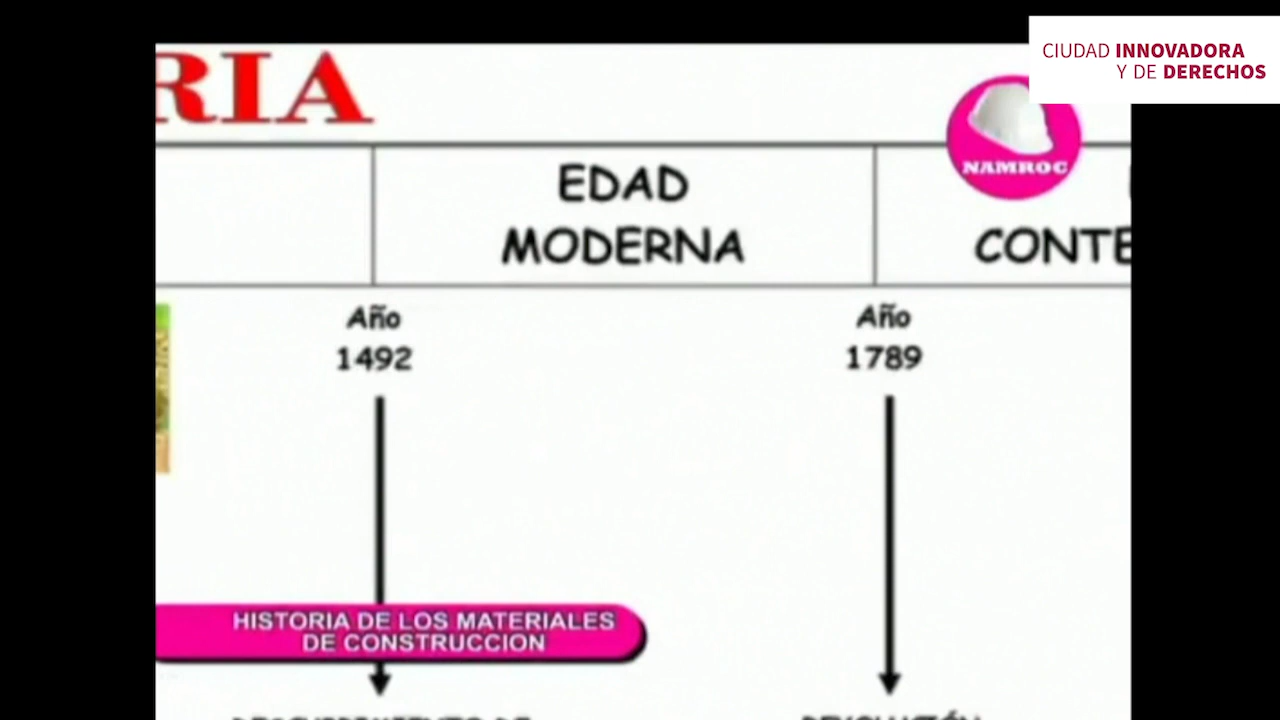 CIUDAD INNOVADORA
Y DE DERECHOS
RIA
NAMROC
EDAD
MODERNA
CONTE
Año
1492
Año
1789
HISTORIA DE LOS MATERIALES
DE CONSTRUCCION